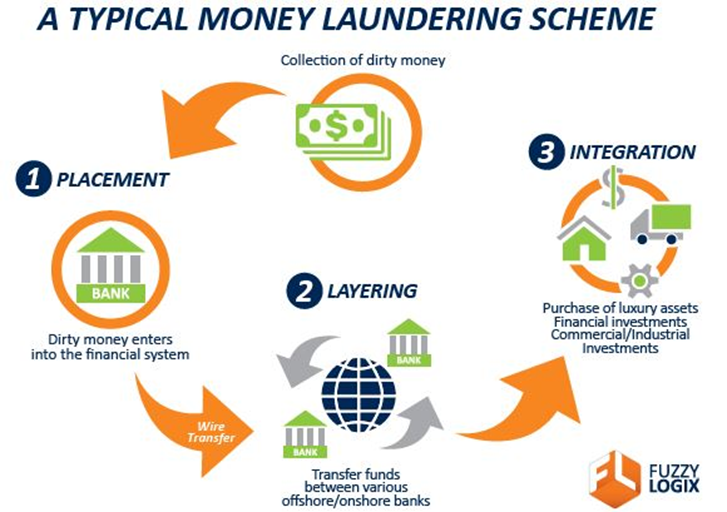 A TYPICAL MONEY LAUNDERING SCHEME
Collection of dirty money
$
1 PLACEMENT
BANK
Dirty money enters
into the financial system
Wire
Transfer
2 LAYERING
BANK
BANK
Transfer funds
between various
offshore/onshore banks
3 INTEGRATION
$
Purchase of luxury assets
Financial investments
Commercial/Industrial
Investments
FL
FUZZY
LOGIX